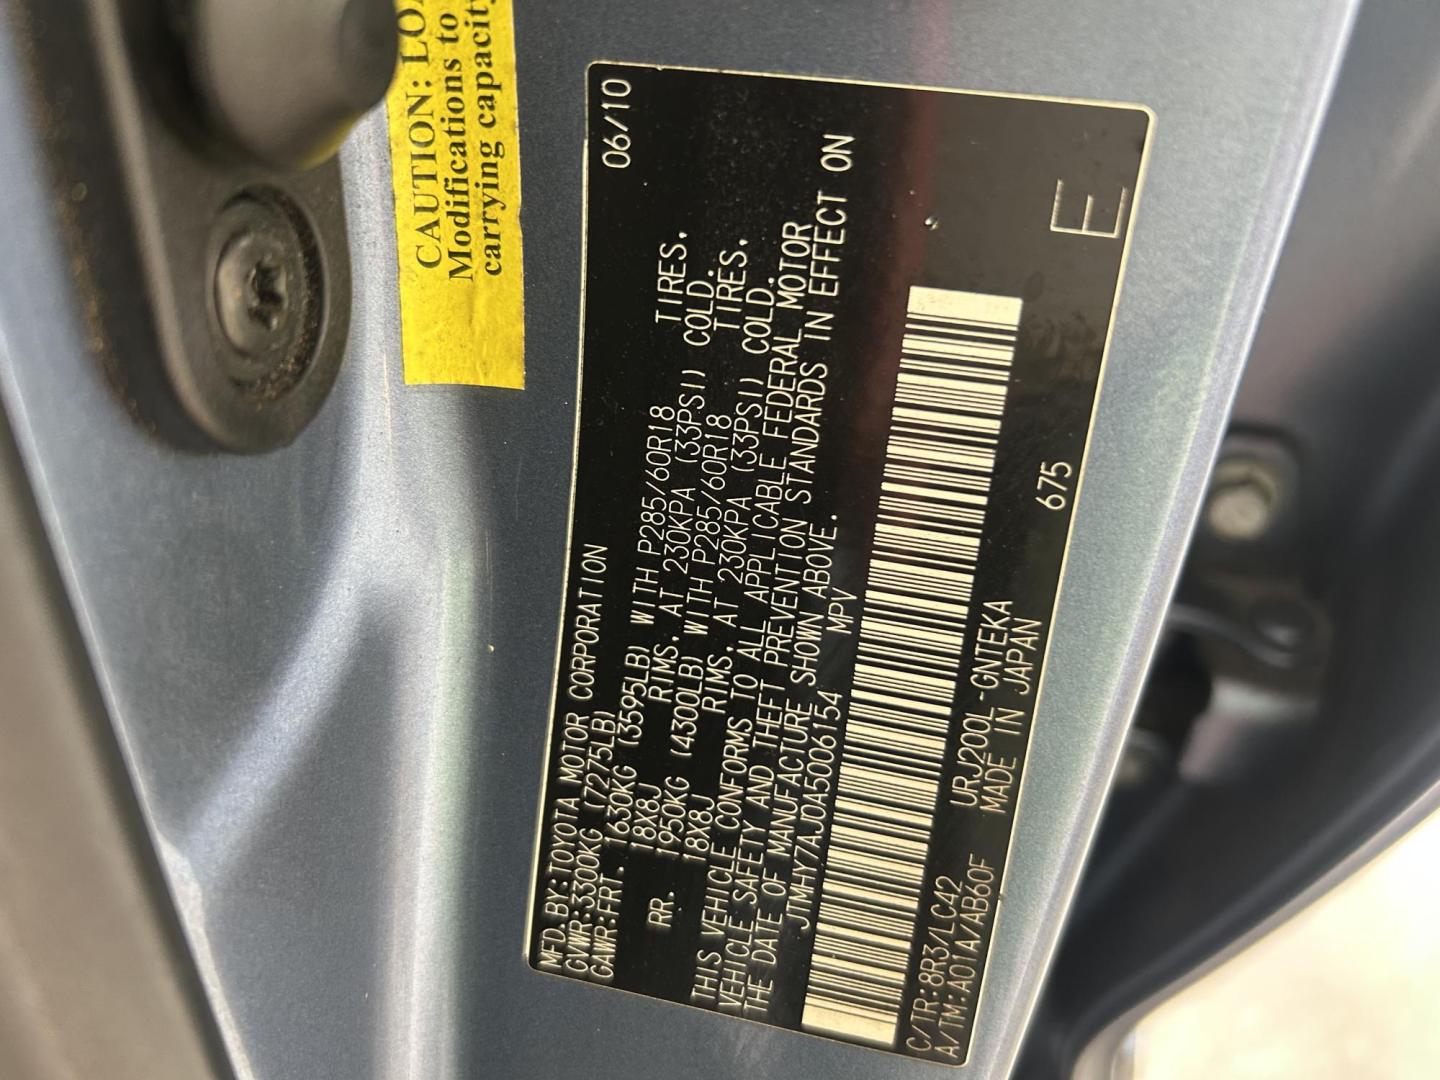 CAUTION: LOA
Modifications to
carrying capacity
MFD. BY: TOYOTA MOTOR CORPORATION 06/10
GVWR: 3300KG (7275LB)
GAWR: FRT. 1630KG (3595LB) WITH P285/60R18 TIRES.
18X8J RIMS, AT 230KPA (33PSI) COLD.
RR. 1950KG (4300LB) WITH P285/60R18 TIRES.
18X8J RIMS, AT 230KPA (33PSI) COLD.
THIS VEHICLE CONFORMS TO ALL APPLICABLE FEDERAL MOTOR
VEHICLE SAFETY AND THEFT PREVENTION STANDARDS IN EFFECT ON
THE DATE OF MANUFACTURE SHOWN ABOVE.
JTMHY7AJ0A5006154 MPV
C/TR: 8R3/LC42 URJ200L-GNTEKA 675 E
A/TM: A01A/AB60F MADE IN JAPAN